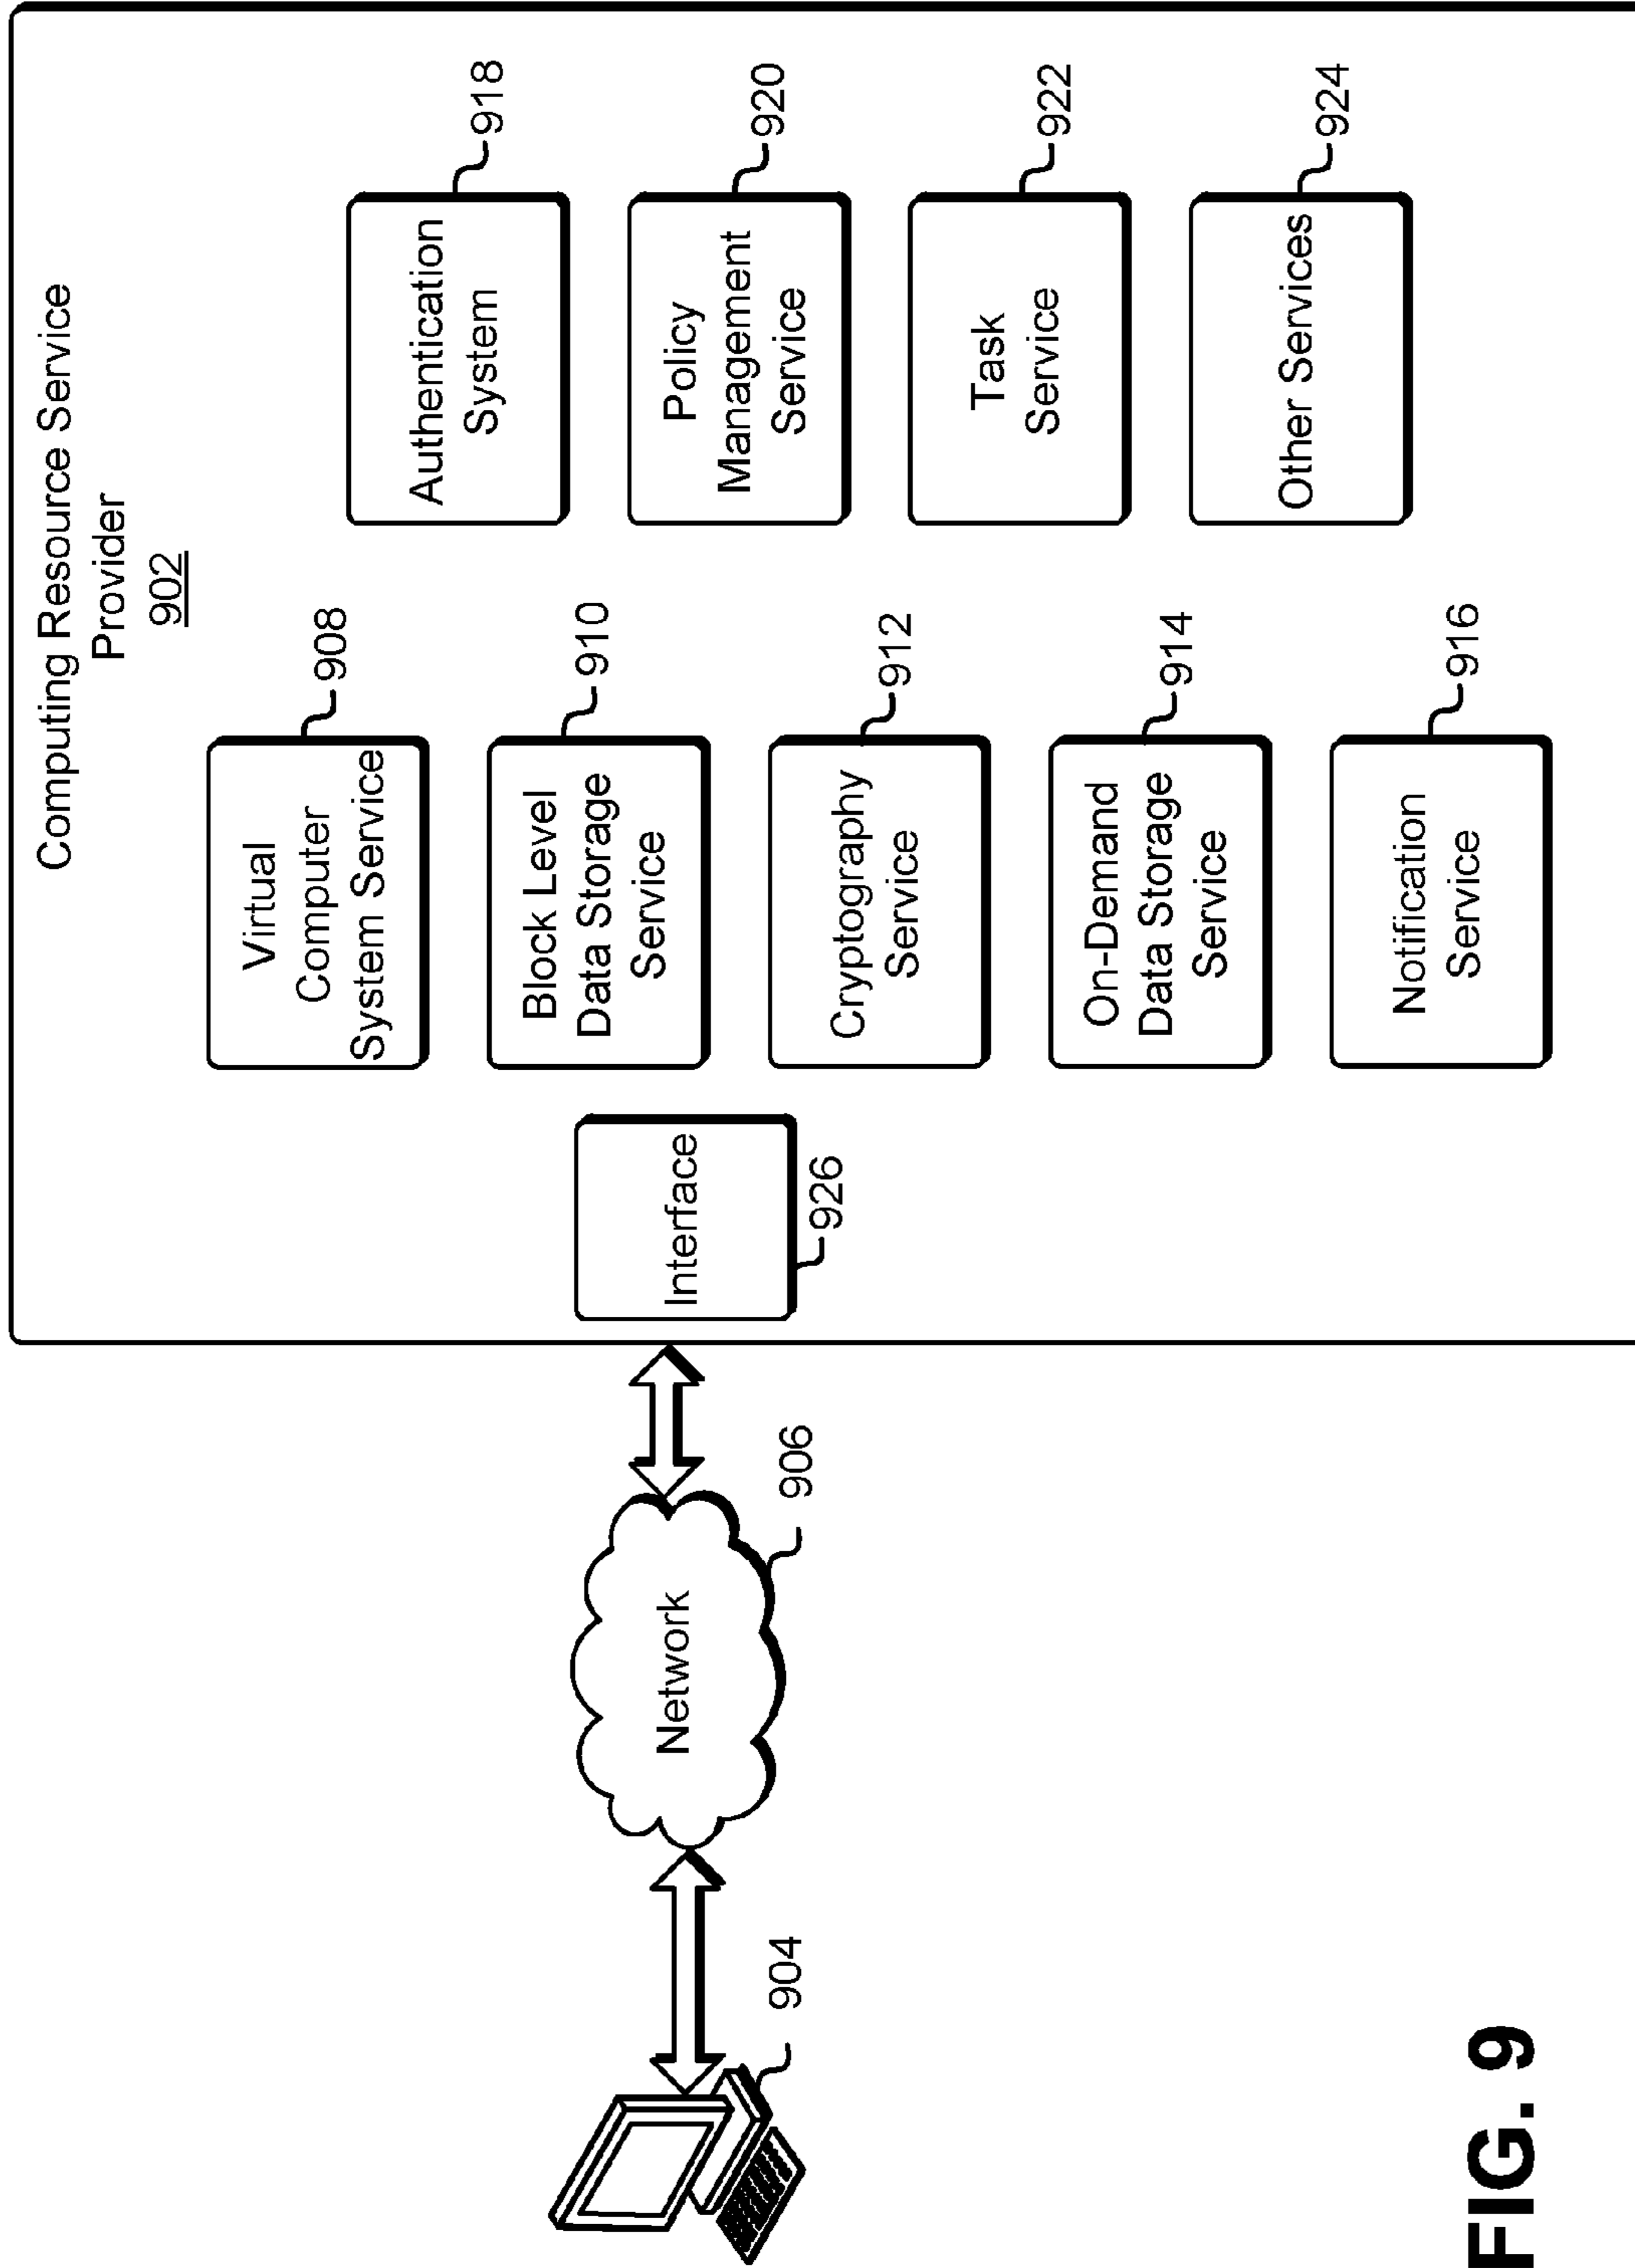 Computing Resource Service
Provider
902
Virtual
Computer
System Service
908
Block Level
Data Storage
Service
910
Cryptography
Service
912
On-Demand
Data Storage
Service
914
Notification
Service
916
Authentication
System
918
Policy
Management
Service
920
Task
Service
922
Other Services
924
Interface
926
Network
906
904
FIG. 9